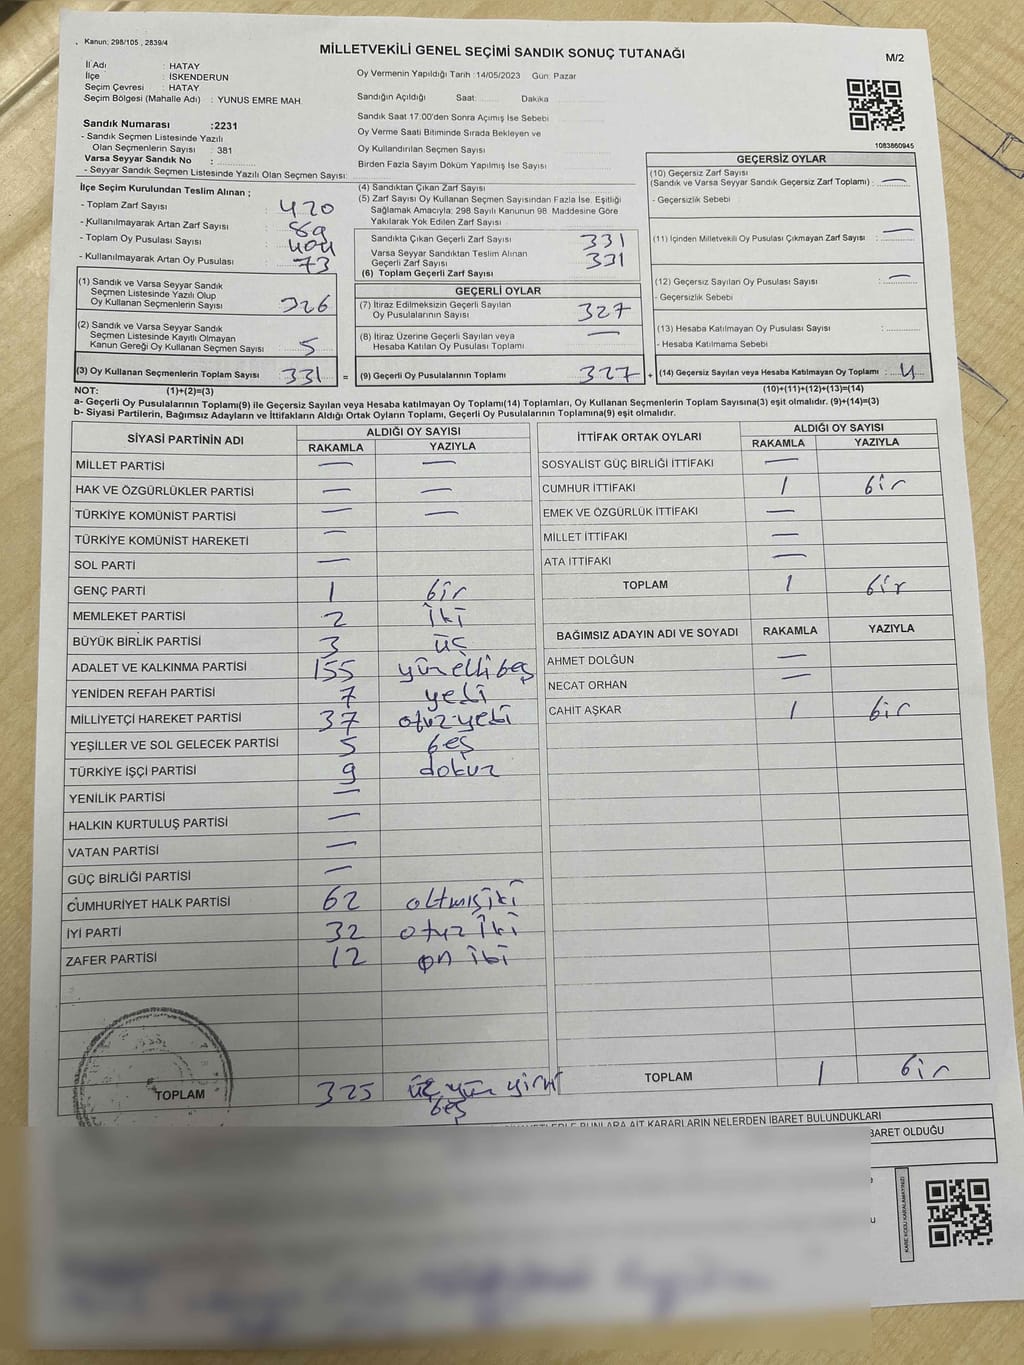 Kanun: 298/105 , 2839/4
MİLLETVEKİLİ GENEL SEÇİMİ SANDIK SONUÇ TUTANAĞI
M/2
İl Adı : HATAY
İlçe : İSKENDERUN
Seçim Çevresi : HATAY
Seçim Bölgesi (Mahalle Adı) : YUNUS EMRE MAH.
Oy Vermenin Yapıldığı Tarih :14/05/2023 Gün: Pazar
Sandığın Açıldığı Saat: Dakika
Sandık Saat 17:00'den Sonra Açımış İse Sebebi
Oy Verme Saati Bitiminde Sırada Bekleyen ve
Oy Kullandırılan Seçmen Sayısı
Birden Fazla Sayım Döküm Yapılmış İse Sayısı
1083860945
Sandık Numarası :2231
- Sandık Seçmen Listesinde Yazılı
Olan Seçmenlerin Sayısı : 381
Varsa Seyyar Sandık No :
- Seyyar Sandık Seçmen Listesinde Yazılı Olan Seçmen Sayısı:
İlçe Seçim Kurulundan Teslim Alınan ;
- Toplam Zarf Sayısı : 420
- Kullanılmayarak Artan Zarf Sayısı : 89
- Toplam Oy Pusulası Sayısı : 404
- Kullanılmayarak Artan Oy Pusulası : 73
(1) Sandık ve Varsa Seyyar Sandık
Seçmen Listesinde Yazılı Olup
Oy Kullanan Seçmenlerin Sayısı : 326
(2) Sandık ve Varsa Seyyar Sandık
Seçmen Listesinde Kayıtlı Olmayan
Kanun Gereği Oy Kullanan Seçmen Sayısı : 5
(3) Oy Kullanan Seçmenlerin Toplam Sayısı : 331 =
(4) Sandıktan Çıkan Zarf Sayısı
(5) Zarf Sayısı Oy Kullanan Seçmen Sayısından Fazla İse, Eşitliği
Sağlamak Amacıyla; 298 Sayılı Kanunun 98. Maddesine Göre
Yakılarak Yok Edilen Zarf Sayısı
Sandıkta Çıkan Geçerli Zarf Sayısı 331
Varsa Seyyar Sandıktan Teslim Alınan
Geçerli Zarf Sayısı 331
(6) Toplam Geçerli Zarf Sayısı
GEÇERLİ OYLAR
(7) İtiraz Edilmeksizin Geçerli Sayılan
Oy Pusulalarının Sayısı 327
(8) İtiraz Üzerine Geçerli Sayılan veya
Hesaba Katılan Oy Pusulası Toplamı —
(9) Geçerli Oy Pusulalarının Toplamı 327 +
GEÇERSİZ OYLAR
(10) Geçersiz Zarf Sayısı
(Sandık ve Varsa Seyyar Sandık Geçersiz Zarf Toplamı) : —
- Geçersizlik Sebebi
(11) İçinden Milletvekili Oy Pusulası Çıkmayan Zarf Sayısı : —
(12) Geçersiz Oy Pusulası Sayısı : —
- Geçersizlik Sebebi
(13) Hesaba Katılmayan Oy Pusulası Sayısı :
- Hesaba Katılmama Sebebi
(14) Geçersiz Sayılan veya Hesaba Katılmayan Oy Pusulası Toplamı : 4
NOT: (1)+(2)=(3) (10)+(11)+(12)+(13)=(14)
a- Geçerli Oy Pusulalarının Toplamı(9) ile Geçersiz Sayılan veya Hesaba katılmayan Oy Pusulası Toplamı(14) Toplamları, Oy Kullanan Seçmenlerin Toplam Sayısına(3) eşit olmalıdır. (9)+(14)=(3)
b- Siyasi Partilerin, Bağımsız Adayların ve İttifakların Aldığı Ortak Oyların Toplamı, Geçerli Oy Pusulalarının Toplamına(9) eşit olmalıdır.
SİYASİ PARTİNİN ADI ALDIĞI OY SAYISI
RAKAMLA YAZIYLA
MİLLET PARTİSİ — —
HAK VE ÖZGÜRLÜKLER PARTİSİ — —
TÜRKİYE KOMÜNİST PARTİSİ — —
TÜRKİYE KOMÜNİST HAREKETİ —
SOL PARTİ —
GENÇ PARTİ 1 bir
MEMLEKET PARTİSİ 2 iki
BÜYÜK BİRLİK PARTİSİ 3 üç
ADALET VE KALKINMA PARTİSİ 155 yüzellibeş
YENİDEN REFAH PARTİSİ 7 yedi
MİLLİYETÇİ HAREKET PARTİSİ 37 otuz yedi
YEŞİLLER VE SOL GELECEK PARTİSİ 5 beş
TÜRKİYE İŞÇİ PARTİSİ 9 dokuz
YENİLİK PARTİSİ —
HALKIN KURTULUŞ PARTİSİ —
VATAN PARTİSİ —
GÜÇ BİRLİĞİ PARTİSİ —
CUMHURİYET HALK PARTİSİ 62 altmışiki
İYİ PARTİ 32 otuz iki
ZAFER PARTİSİ 12 on iki
TOPLAM 325 üç yüz yirmi
beş
İTTİFAK ORTAK OYLARI ALDIĞI OY SAYISI
RAKAMLA YAZIYLA
SOSYALİST GÜÇ BİRLİĞİ İTTİFAKI —
CUMHUR İTTİFAKI 1 bir
EMEK VE ÖZGÜRLÜK İTTİFAKI —
MİLLET İTTİFAKI —
ATA İTTİFAKI —
TOPLAM 1 bir
BAĞIMSIZ ADAYIN ADI VE SOYADI RAKAMLA YAZIYLA
AHMET DOLĞUN —
NECAT ORHAN —
CAHİT AŞKAR 1 bir
TOPLAM 1 bir
BUNLARA AİT KARARLARIN NELERDEN İBARET BULUNDUKLARI
BARET OLDUĞU
KARE KODU KARALAMAYINIZ!